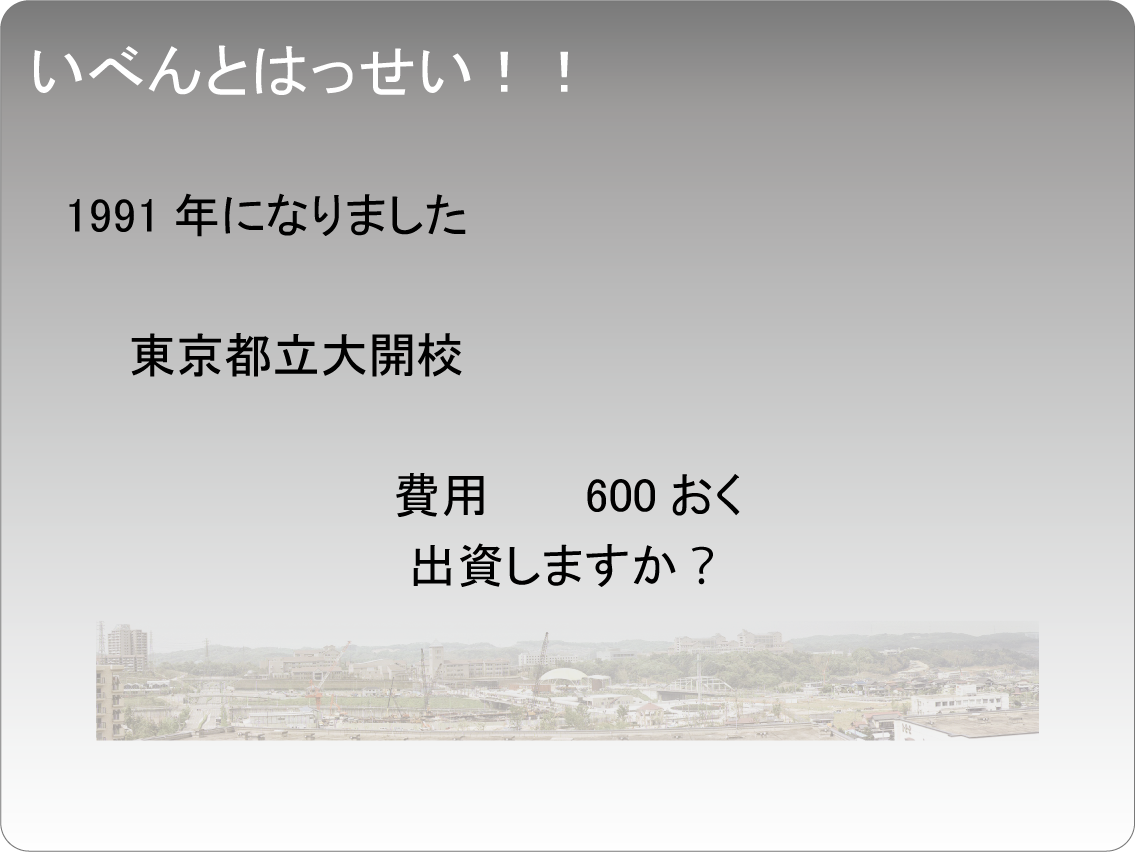 いべんとはっせい！！
1991 年になりました
東京都立大開校
費用　　600 おく
出資しますか？